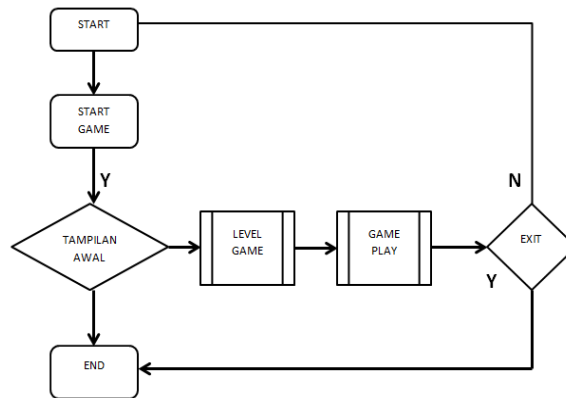 START
START
GAME
Y
N
TAMPILAN
AWAL
LEVEL
GAME
GAME
PLAY
EXIT
Y
END